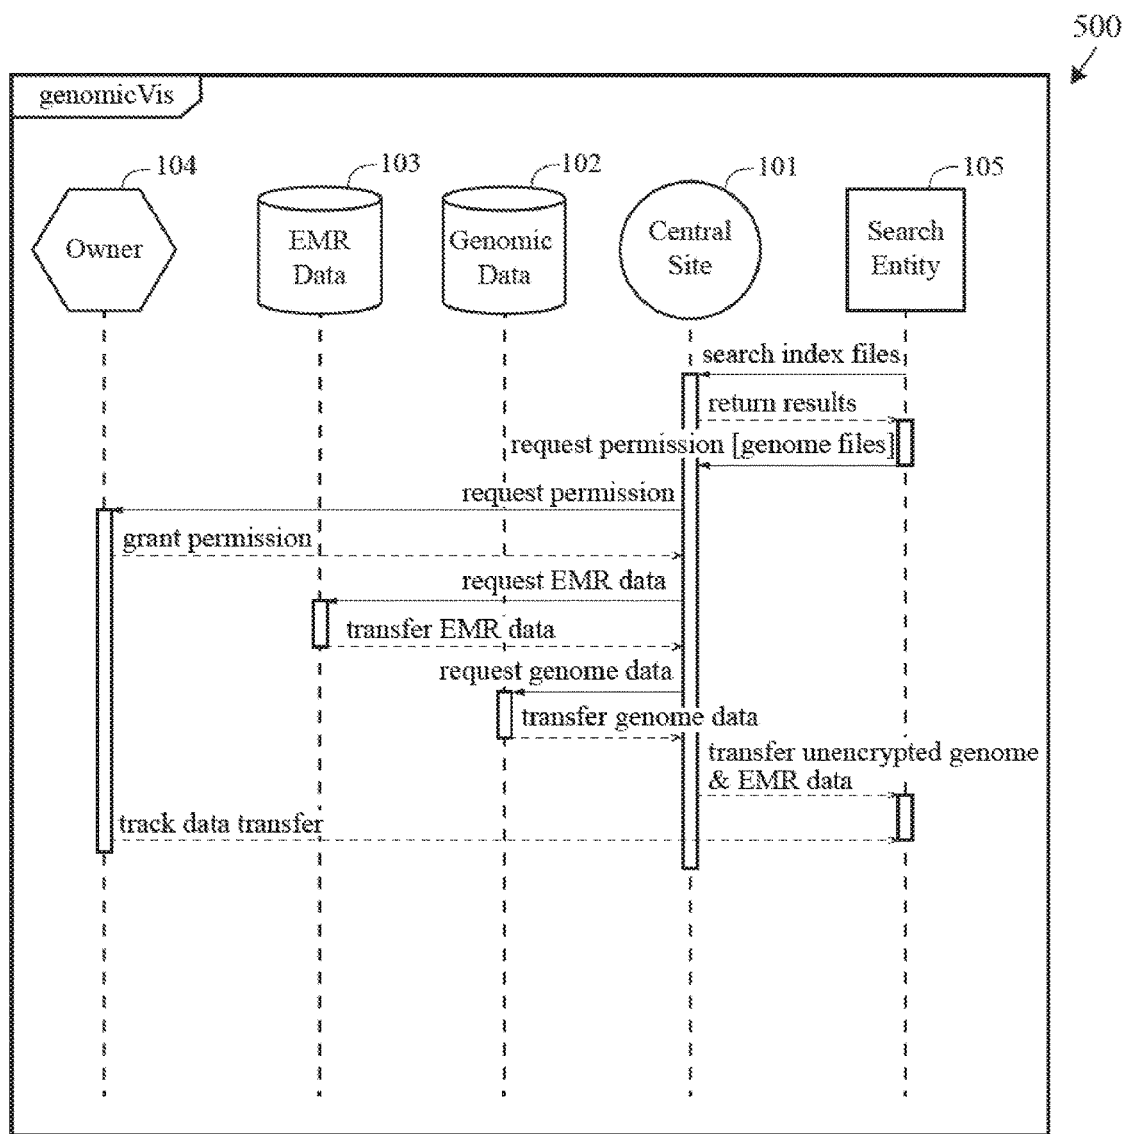 500
genomicVis
104
103
102
101
105
Owner
EMR
Data
Genomic
Data
Central
Site
Search
Entity
search index files
return results
request permission [genome files]
request permission
grant permission
request EMR data
transfer EMR data
request genome data
transfer genome data
transfer unencrypted genome
& EMR data
track data transfer